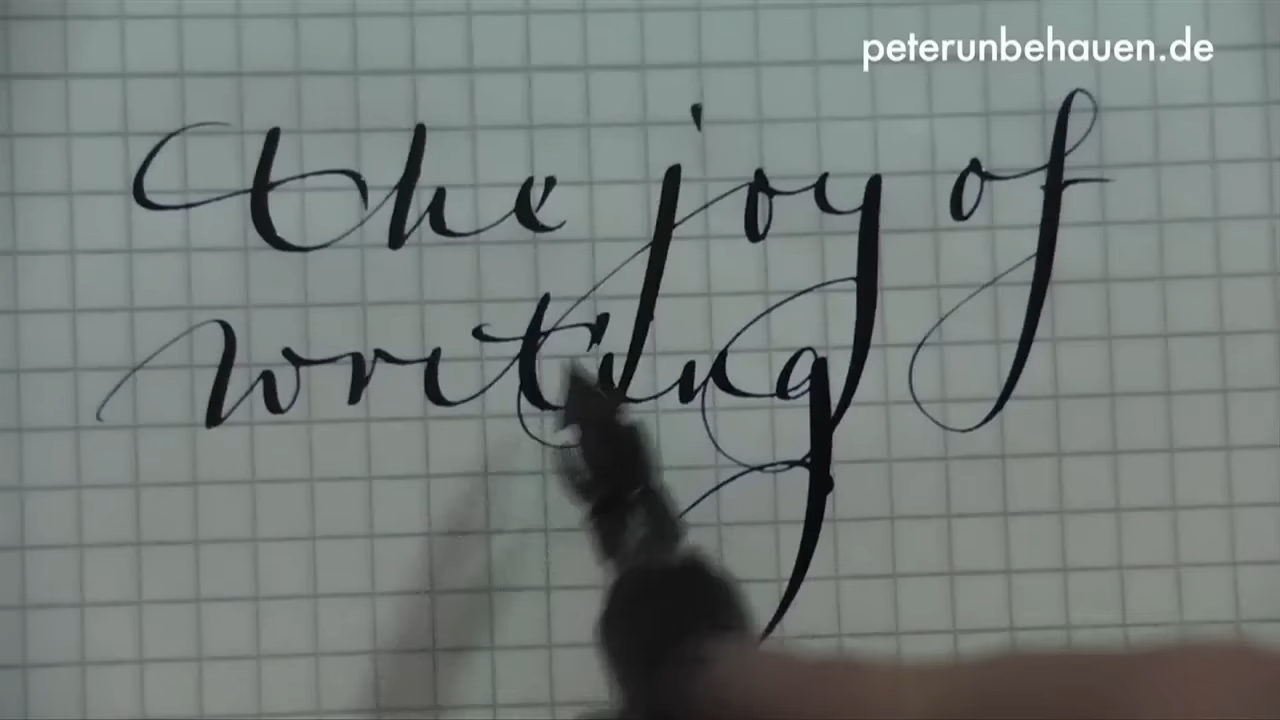 peterunbehauen.de
the joy of
writing